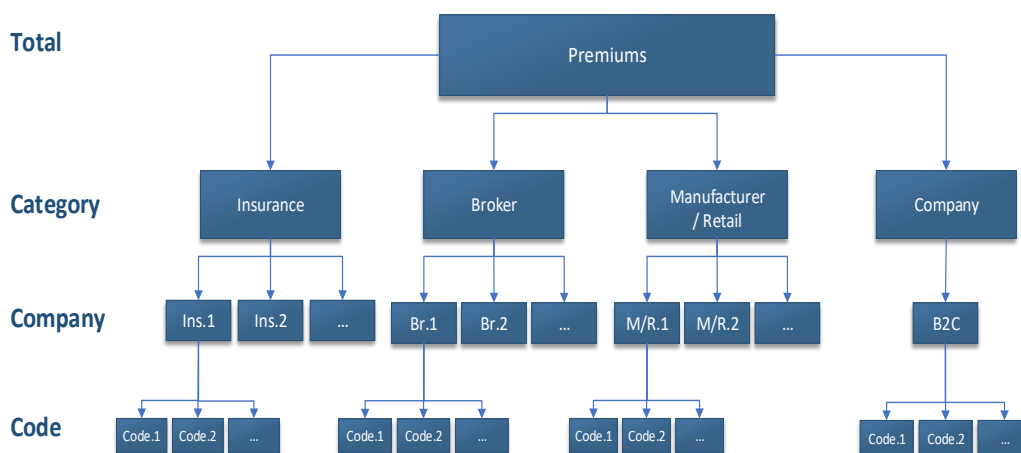 Total
Premiums
Category
Insurance
Broker
Manufacturer
/ Retail
Company
Company
Ins.1
Ins.2
...
Br.1
Br.2
...
M/R.1
M/R.2
...
B2C
Code
Code.1
Code.2
...
Code.1
Code.2
...
Code.1
Code.2
...
Code.1
Code.2
...